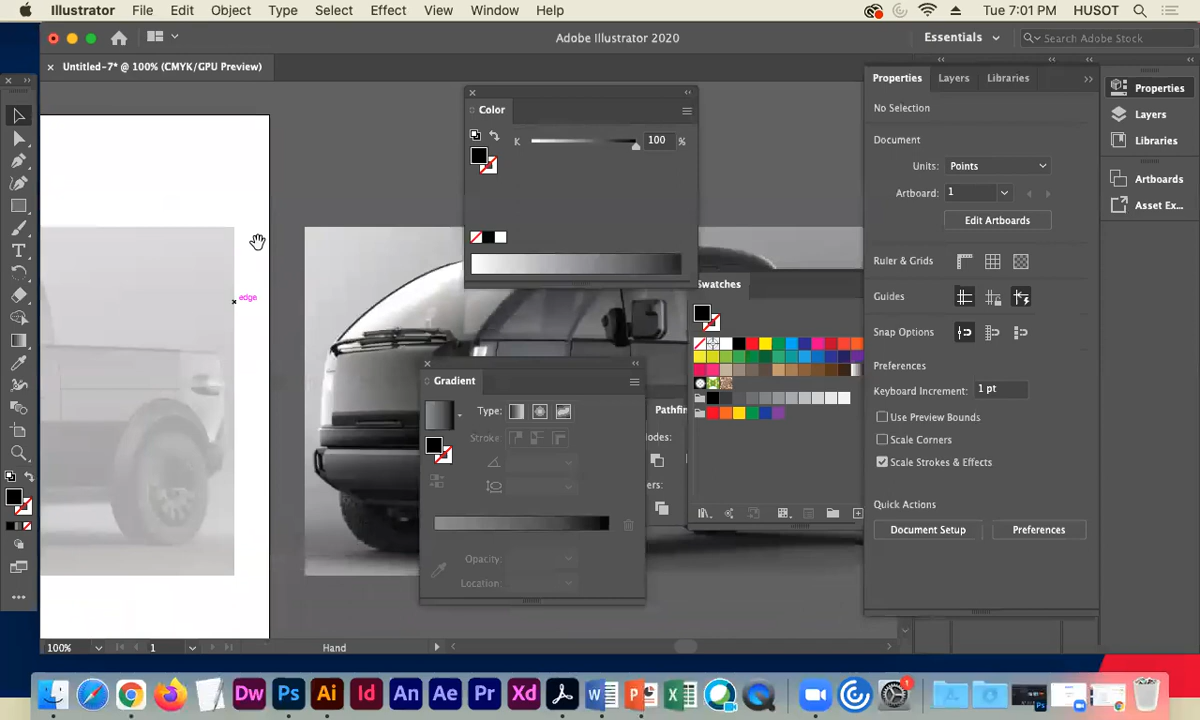 Illustrator File Edit Object Type Select Effect View Window Help
Tue 7:01 PM HUSOT
Adobe Illustrator 2020
Essentials
Search Adobe Stock
Untitled-7* @ 100% (CMYK/GPU Preview)
Color
K 100 %
edge
Swatches
Gradient
Type:
Stroke:
Opacity:
Location:
Pathfin
Modes:
ers:
Properties Layers Libraries
No Selection
Document
Units: Points
Artboard: 1
Edit Artboards
Ruler & Grids
Guides
Snap Options
Preferences
Keyboard Increment: 1 pt
Use Preview Bounds
Scale Corners
Scale Strokes & Effects
Quick Actions
Document Setup Preferences
Properties
Layers
Libraries
Artboards
Asset Ex...
100% 1 Hand
Dw Ps Ai Id An Ae Pr Xd
1